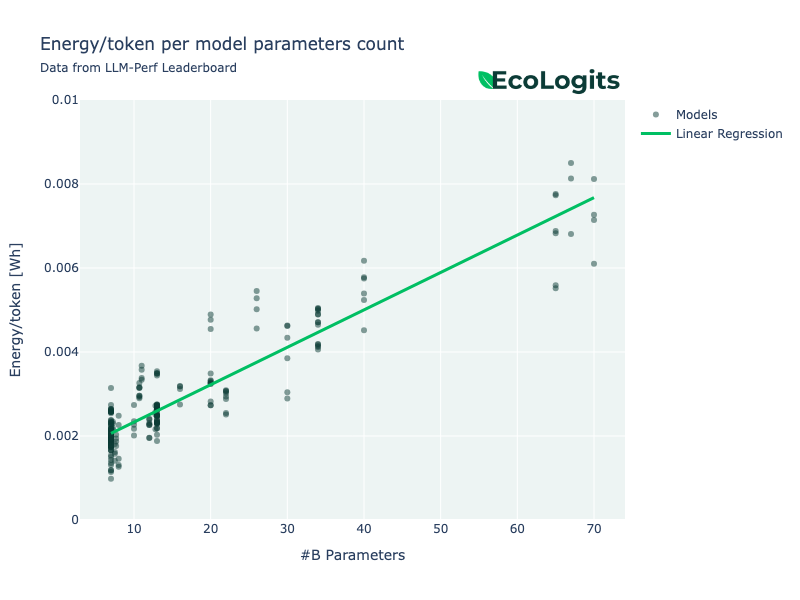 Energy/token per model parameters count
Data from LLM-Perf Leaderboard
EcoLogits
Models
Linear Regression
Energy/token [Wh]
0.01
0.008
0.006
0.004
0.002
0
10
20
30
40
50
60
70
#B Parameters